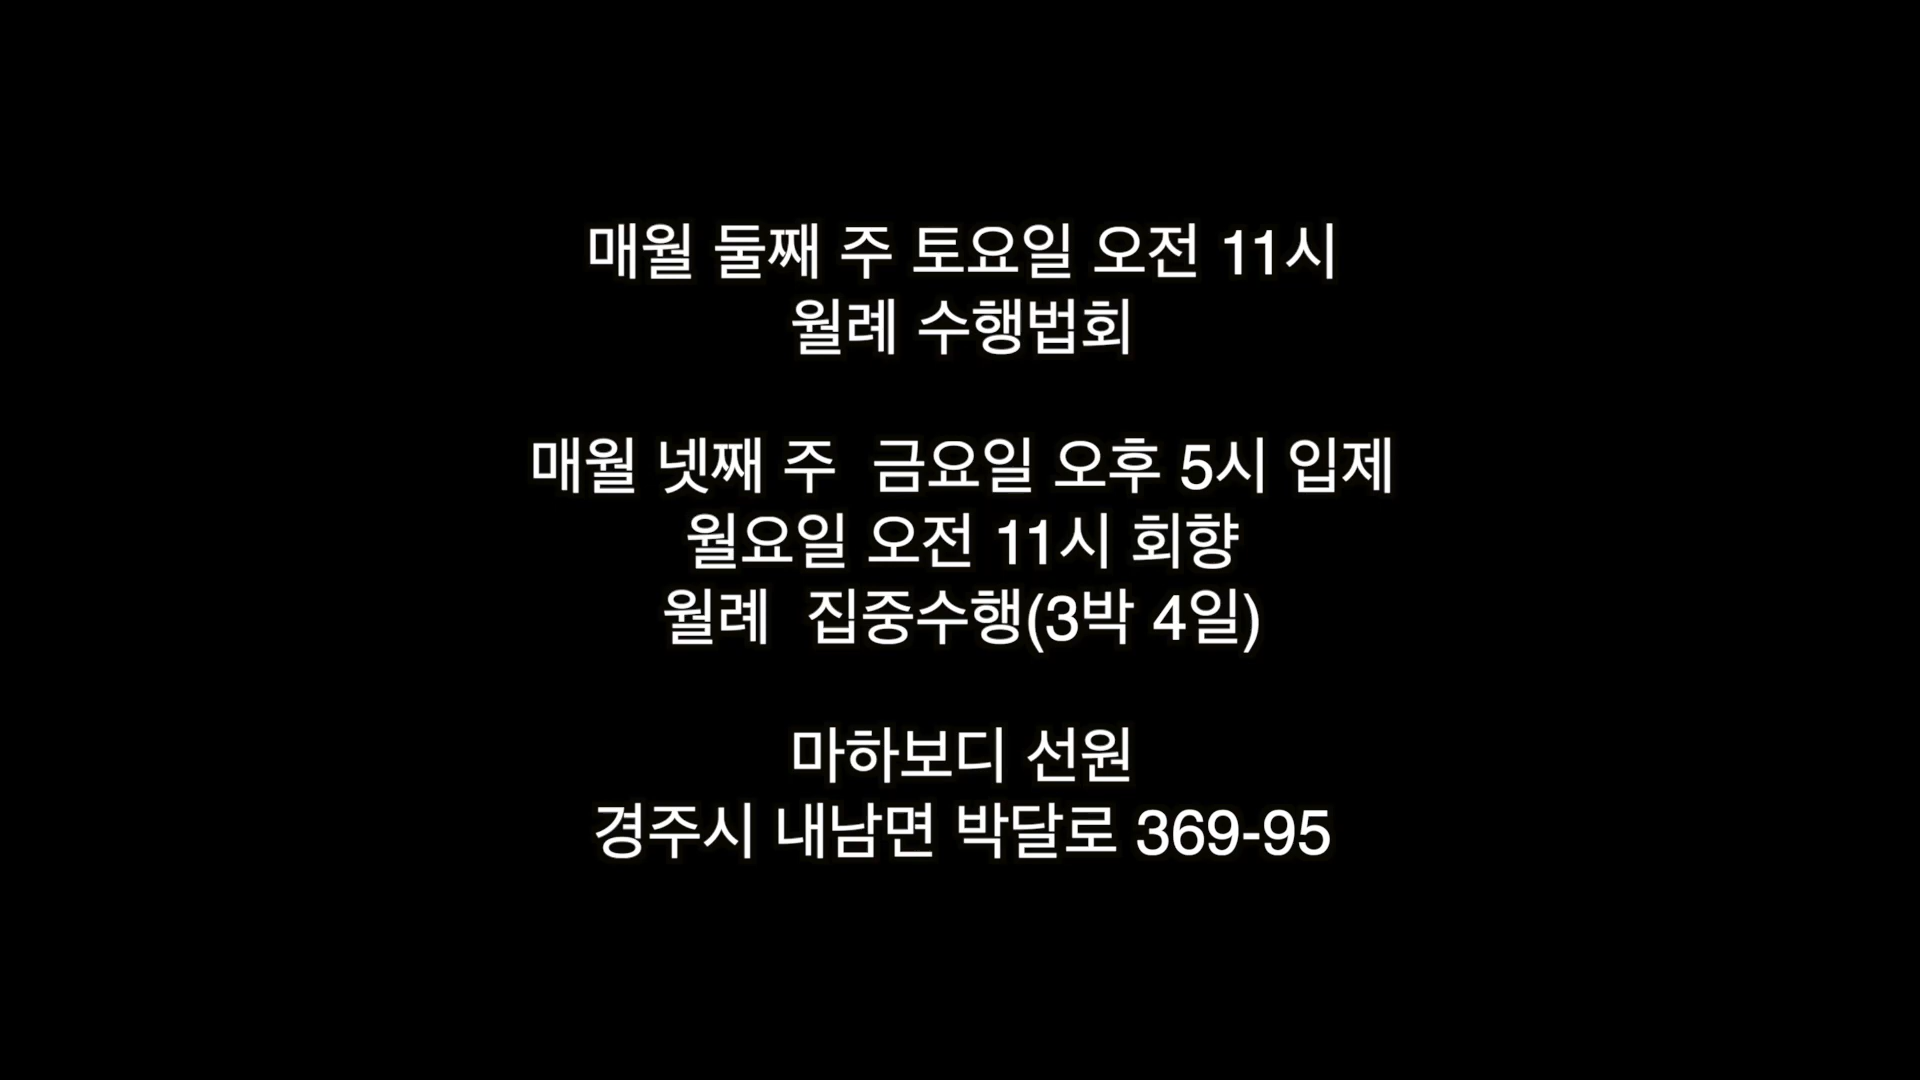 매월 둘째 주 토요일 오전 11시
월례 수행법회
매월 넷째 주  금요일 오후 5시 입제
월요일 오전 11시 회향
월례  집중수행(3박 4일)
마하보디 선원
경주시 내남면 박달로 369-95